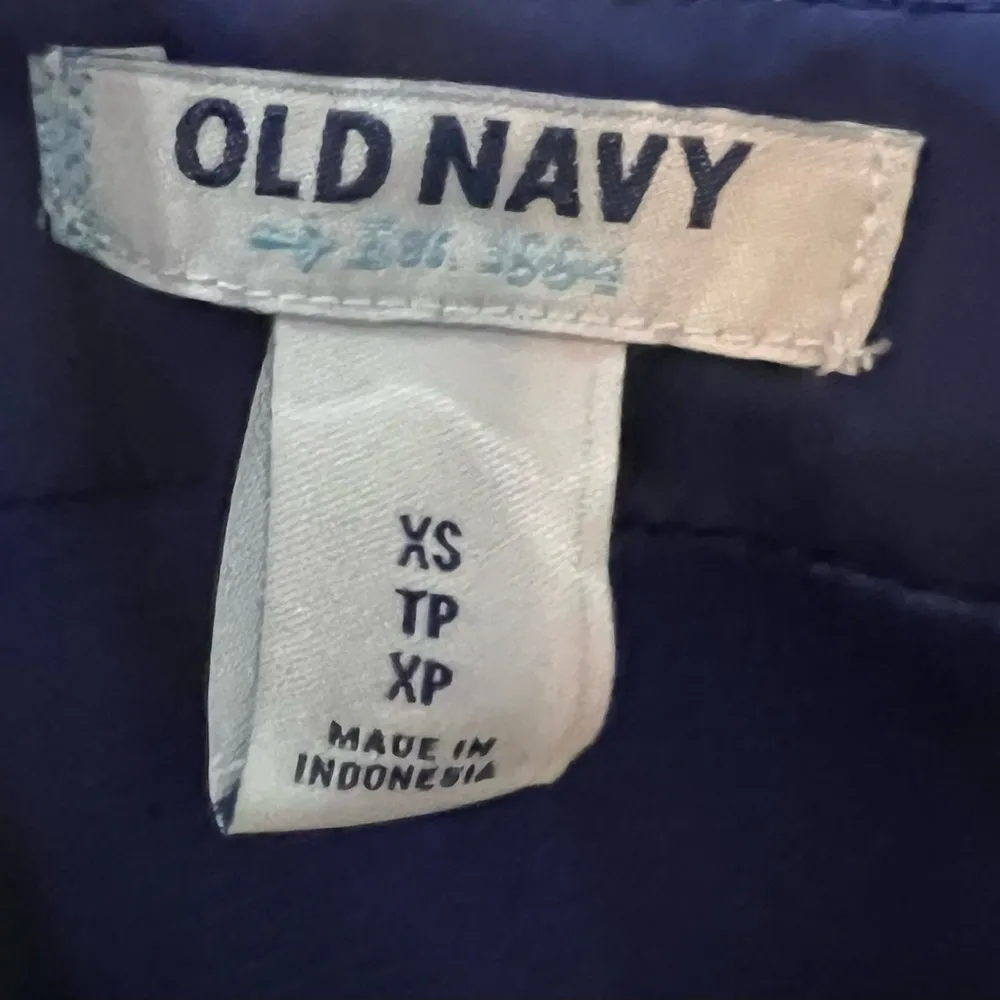 OLD NAVY
XS
TP
XP
MADE IN
INDONESIA